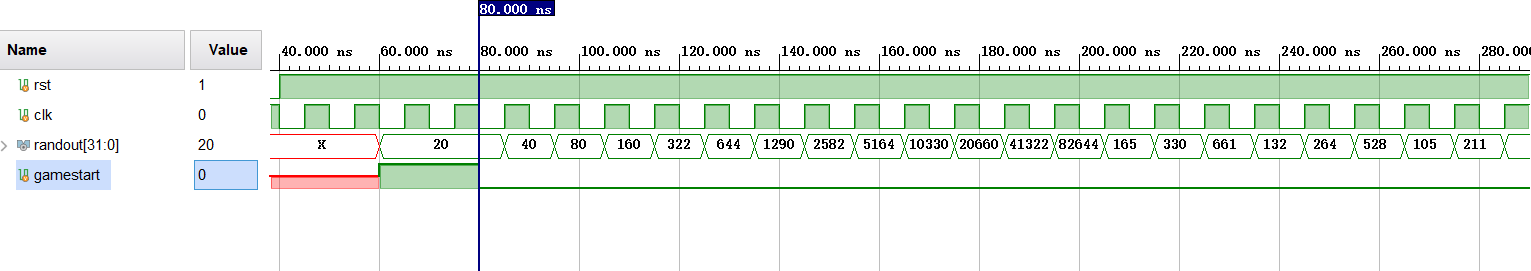 80.000 ns
Name Value
40.000 ns 60.000 ns 80.000 ns 100.000 ns 120.000 ns 140.000 ns 160.000 ns 180.000 ns 200.000 ns 220.000 ns 240.000 ns 260.000 ns 280.000
rst 1
clk 0
randout[31:0] 20 X 20 40 80 160 322 644 1290 2582 5164 10330 20660 41322 82644 165 330 661 132 264 528 105 211
gamestart 0